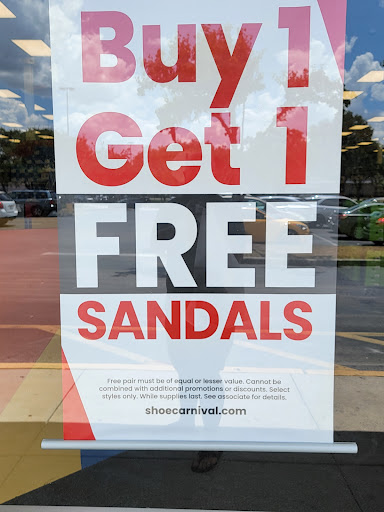 Buy 1
Get 1
FREE
SANDALS
Free pair must be of equal or lesser value. Cannot be
combined with additional promotions or discounts. Select
styles only. While supplies last. See associate for details.
shoecarnival.com